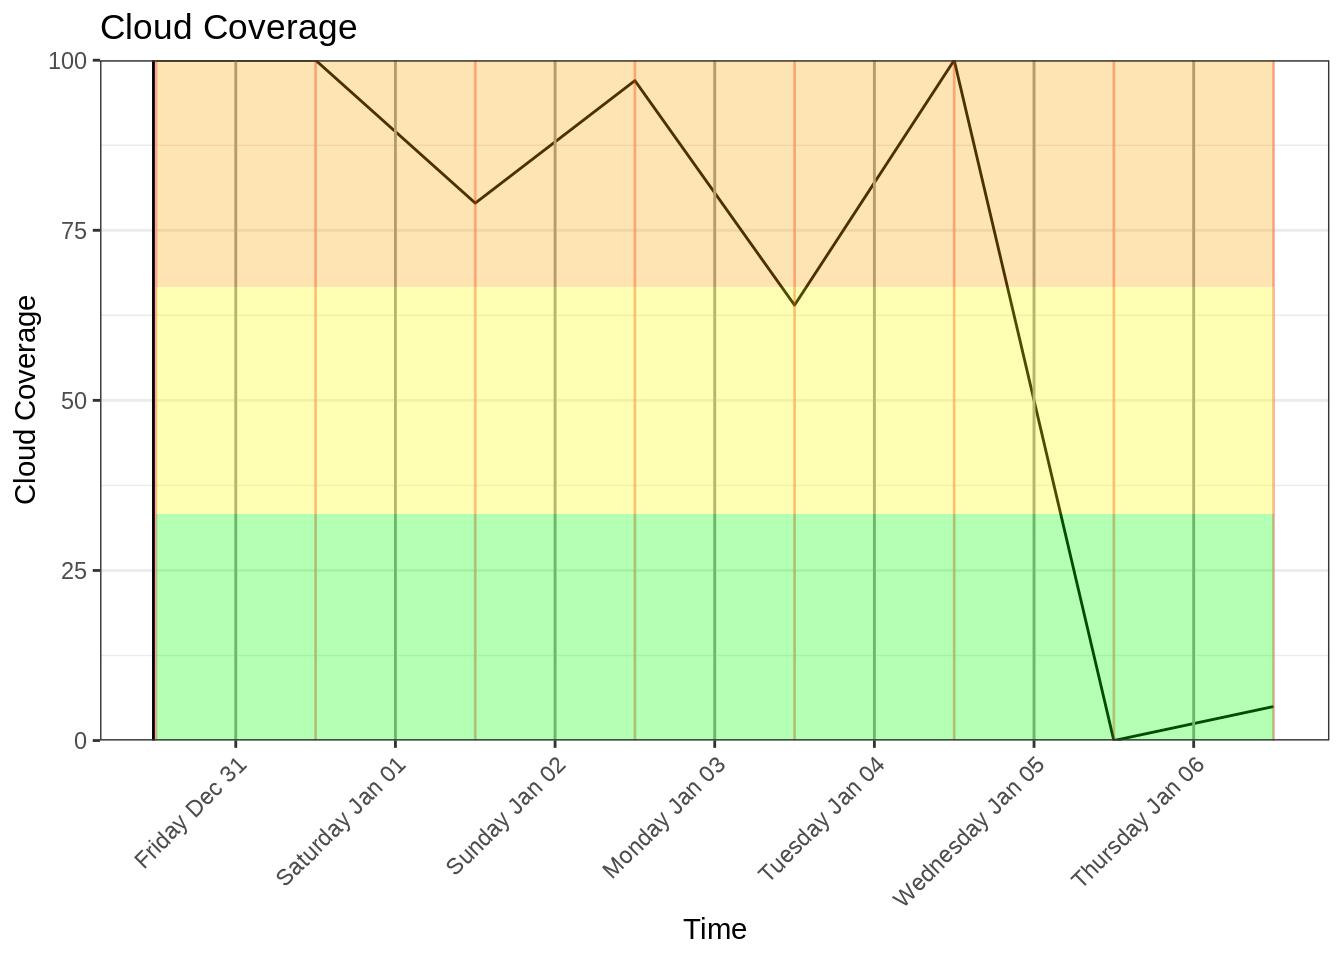 Cloud Coverage
Cloud Coverage
100
75
50
25
0
Friday Dec 31
Saturday Jan 01
Sunday Jan 02
Monday Jan 03
Tuesday Jan 04
Wednesday Jan 05
Thursday Jan 06
Time